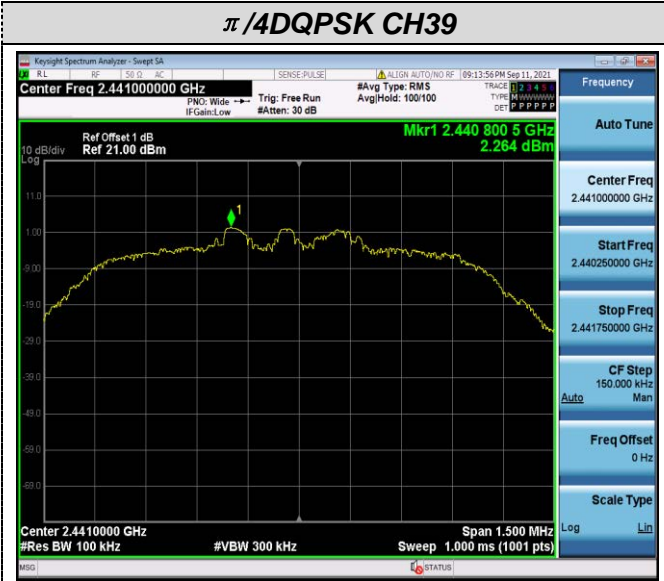 π/4DQPSK CH39
Keysight Spectrum Analyzer - Swept SA
RL RF 50 Ω AC SENSE:PULSE ALIGN AUTO/NO RF 09:13:56 PM Sep 11, 2021
Center Freq 2.441000000 GHz
PNO: Wide
IFGain:Low
Trig: Free Run
#Atten: 30 dB
#Avg Type: RMS
Avg|Hold: 100/100
TRACE 1 2 3 4 5 6
TYPE MWWWWW
DET P P P P P P
Frequency
Auto Tune
Center Freq
2.441000000 GHz
Start Freq
2.440250000 GHz
Stop Freq
2.441750000 GHz
CF Step
150.000 kHz
Auto Man
Freq Offset
0 Hz
Scale Type
Log Lin
Mkr1 2.440 800 5 GHz
2.264 dBm
Ref Offset 1 dB
10 dB/div Ref 21.00 dBm
Log
11.0
1.00
-9.00
-19.0
-29.0
-39.0
-49.0
-59.0
-69.0
1
Center 2.4410000 GHz Span 1.500 MHz
#Res BW 100 kHz #VBW 300 kHz Sweep 1.000 ms (1001 pts)
MSG STATUS